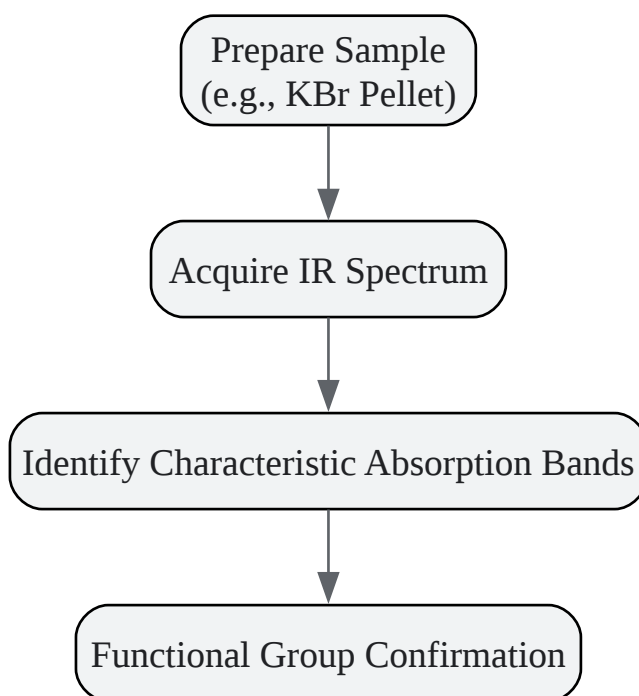 Prepare Sample
(e.g., KBr Pellet)
Acquire IR Spectrum
Identify Characteristic Absorption Bands
Functional Group Confirmation